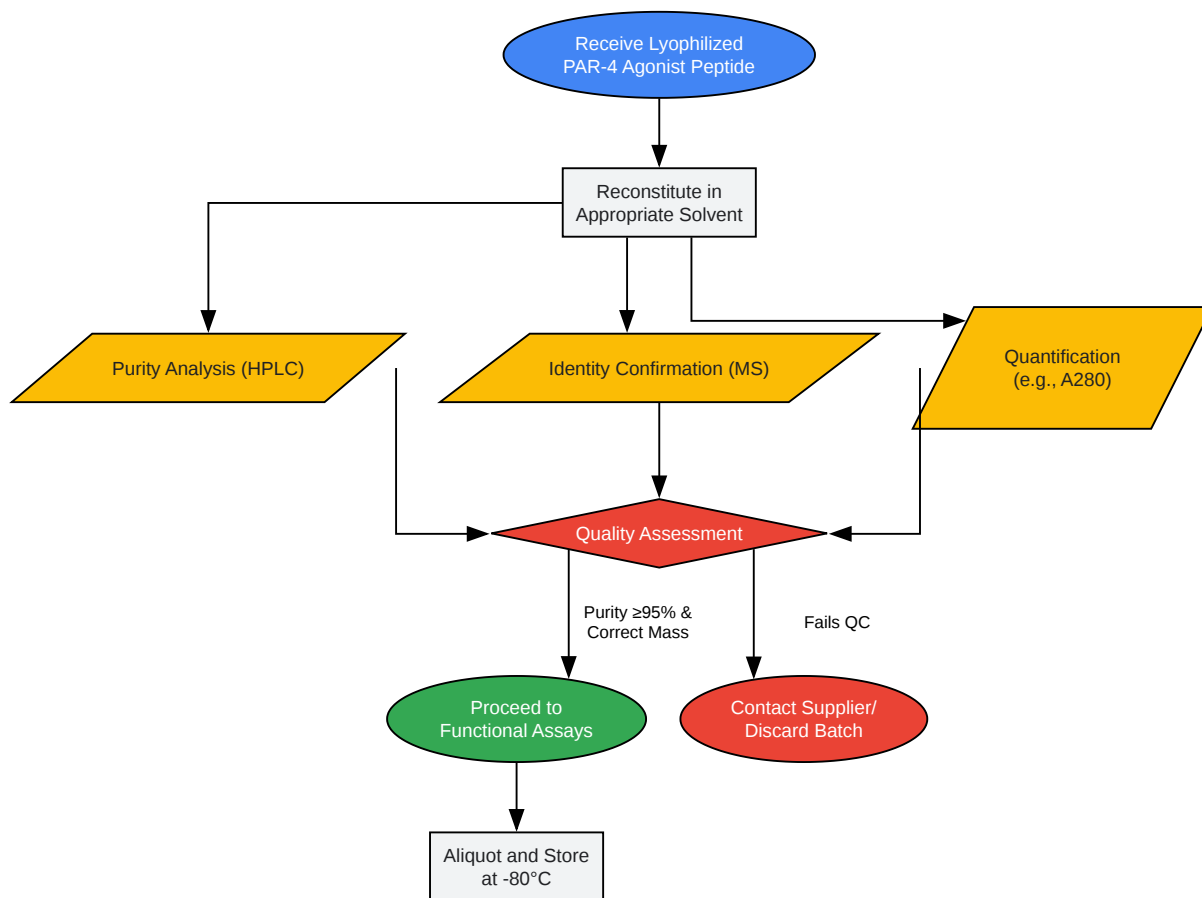 Receive Lyophilized
PAR-4 Agonist Peptide
Reconstitute in
Appropriate Solvent
Purity Analysis (HPLC)
Identity Confirmation (MS)
Quantification
(e.g., A280)
Quality Assessment
Purity ≥95% &
Correct Mass
Fails QC
Proceed to
Functional Assays
Contact Supplier/
Discard Batch
Aliquot and Store
at -80°C